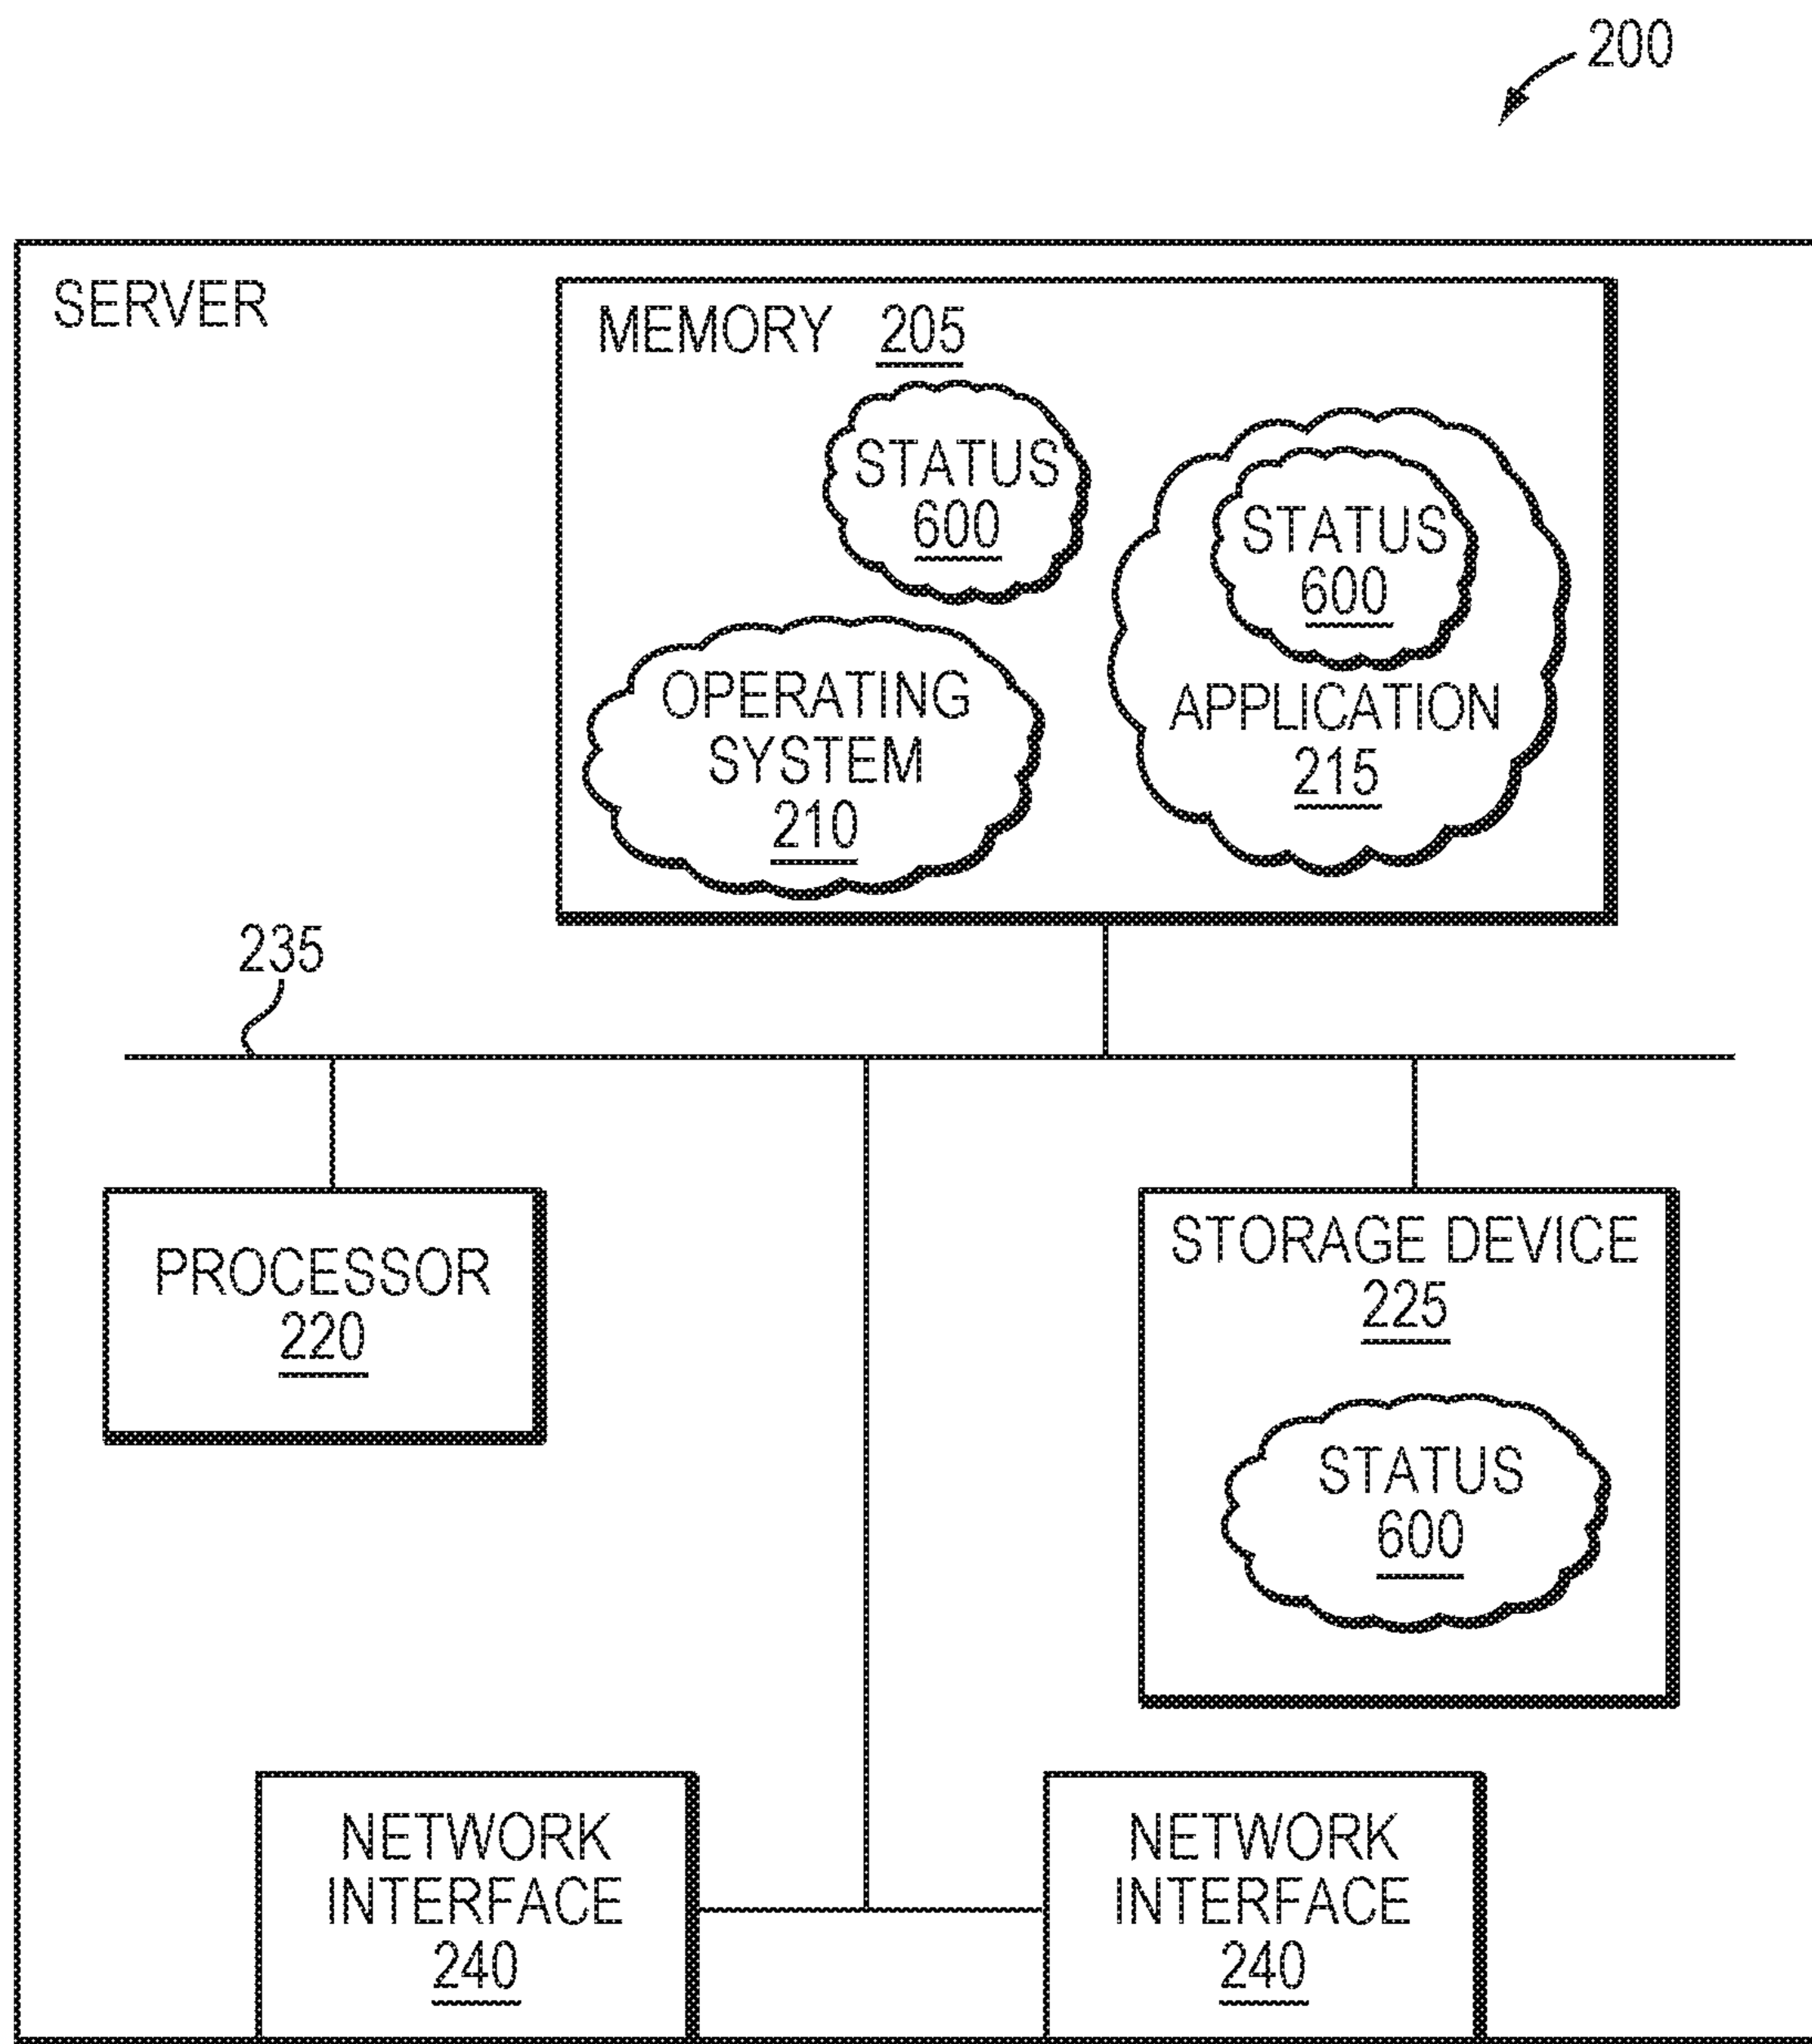 200
SERVER
MEMORY 205
STATUS
600
STATUS
600
OPERATING
SYSTEM
210
APPLICATION
215
235
PROCESSOR
220
STORAGE DEVICE
225
STATUS
600
NETWORK
INTERFACE
240
NETWORK
INTERFACE
240